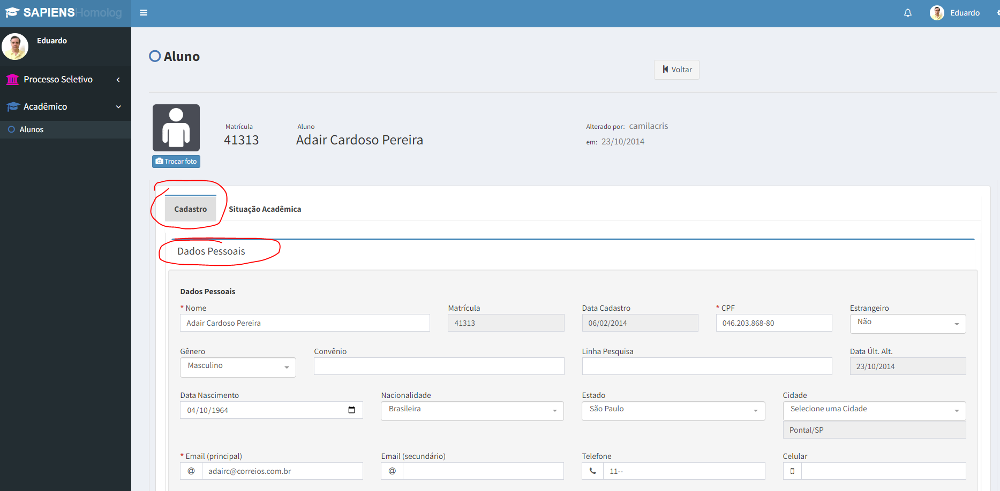 SAPIENSHomolog
Eduardo
Eduardo
Processo Seletivo
Acadêmico
Alunos
Aluno
Voltar
Trocar foto
Matrícula
41313
Aluno
Adair Cardoso Pereira
Alterado por: camilacris
em: 23/10/2014
Cadastro Situação Acadêmica
Dados Pessoais
Dados Pessoais
* Nome Matrícula Data Cadastro * CPF Estrangeiro
Adair Cardoso Pereira 41313 06/02/2014 046.203.868-80 Não
Gênero Convênio Linha Pesquisa Data Últ. Alt.
Masculino 23/10/2014
Data Nascimento Nacionalidade Estado Cidade
04/10/1964 Brasileira São Paulo Selecione uma Cidade
Pontal/SP
* Email (principal) Email (secundário) Telefone Celular
@ adairc@correios.com.br @ 11--